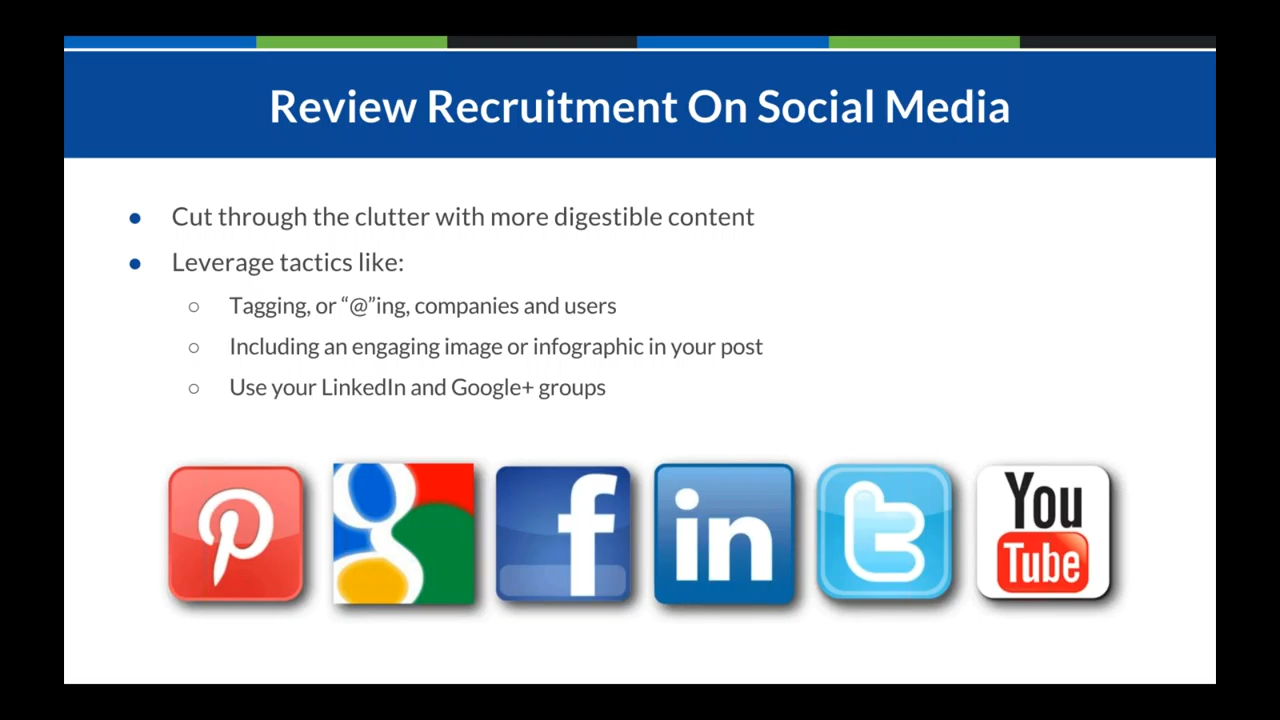 Review Recruitment On Social Media
● Cut through the clutter with more digestible content
● Leverage tactics like:
○ Tagging, or “@”ing, companies and users
○ Including an engaging image or infographic in your post
○ Use your LinkedIn and Google+ groups
P g f in t You
Tube